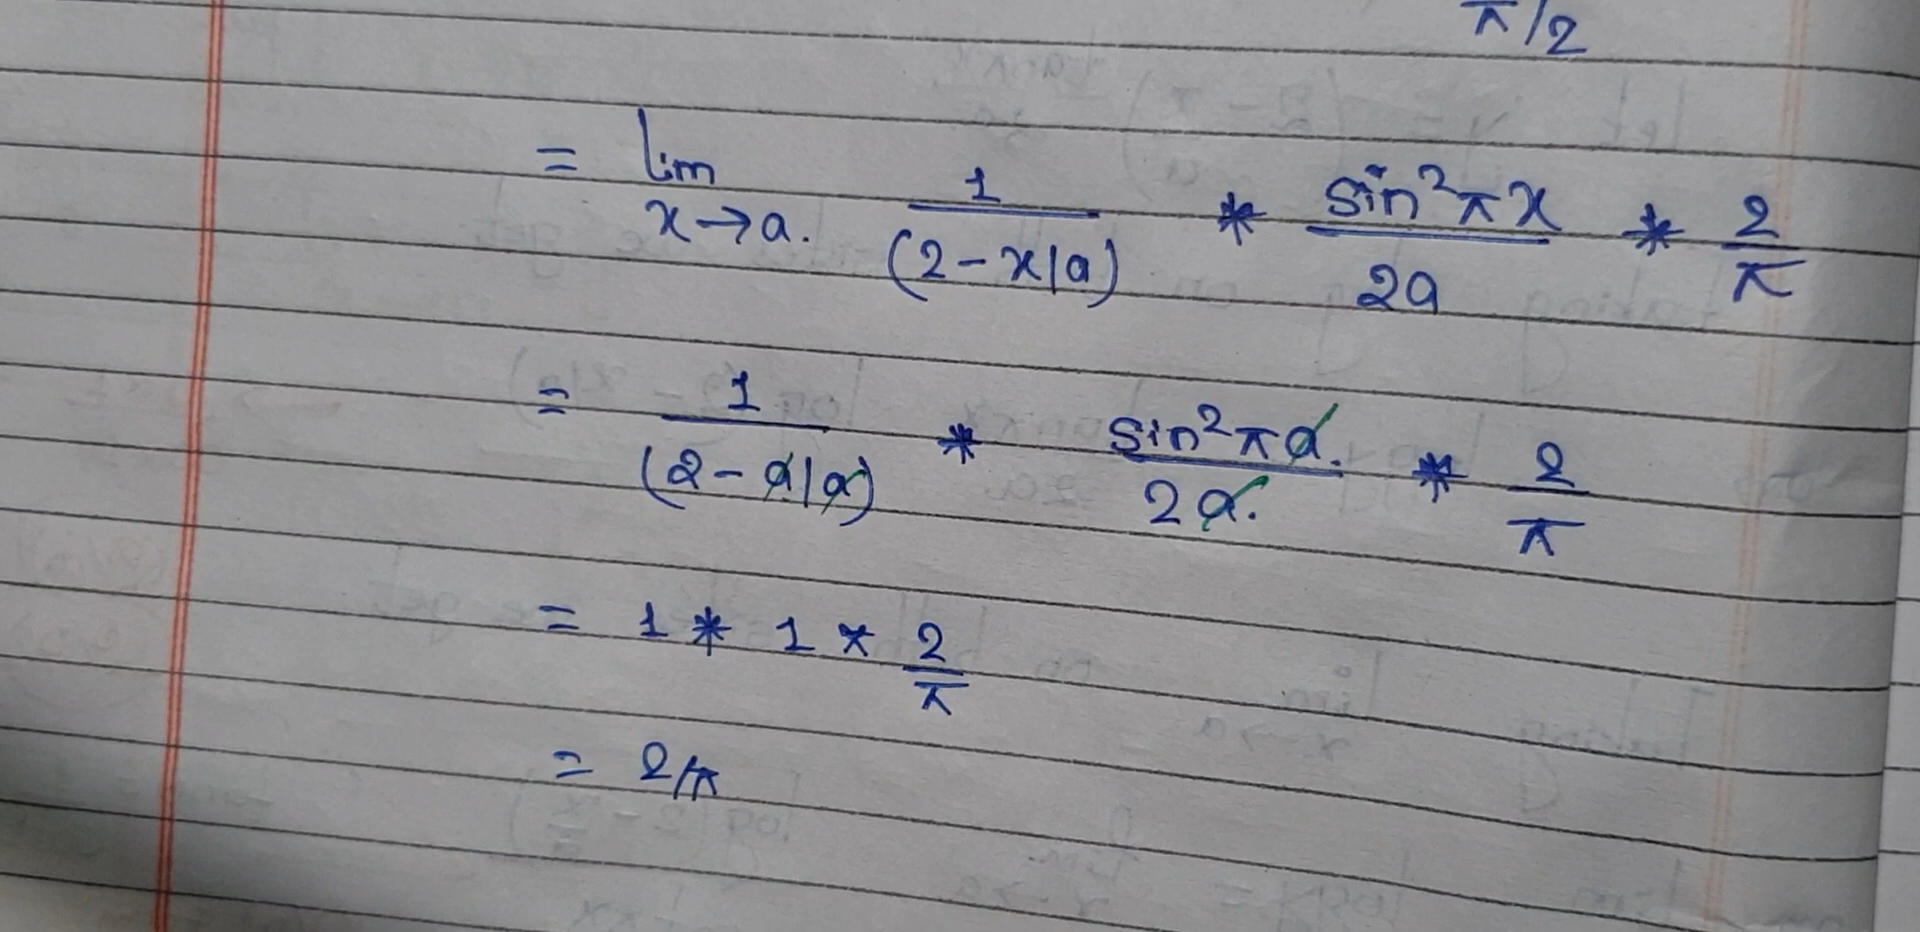 π/2
= lim x→a. 1/(2-x/a) * sin²πx/2a * 2/π
= 1/(2-a/a) * sin²πa./2a. * 2/π
= 1 * 1 * 2/π
= 2/π